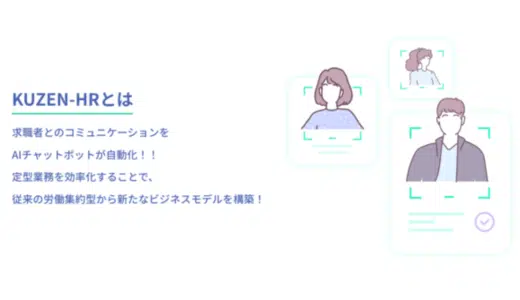 KUZEN-HRとは
求職者とのコミュニケーションを
AIチャットボットが自動化！！
定型業務を効率化することで、
従来の労働集約型から新たなビジネスモデルを構築！